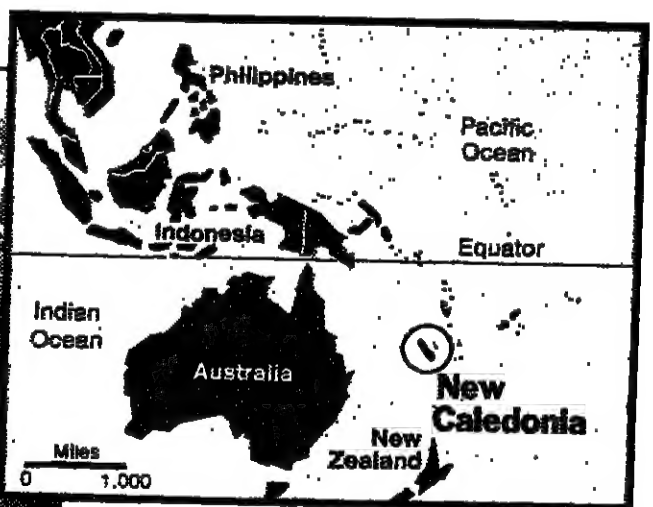 Philippines
Pacific
Ocean
Indonesia
Equator
Indian
Ocean
Australia
New
Caledonia
New
Zealand
Miles
0 1,000